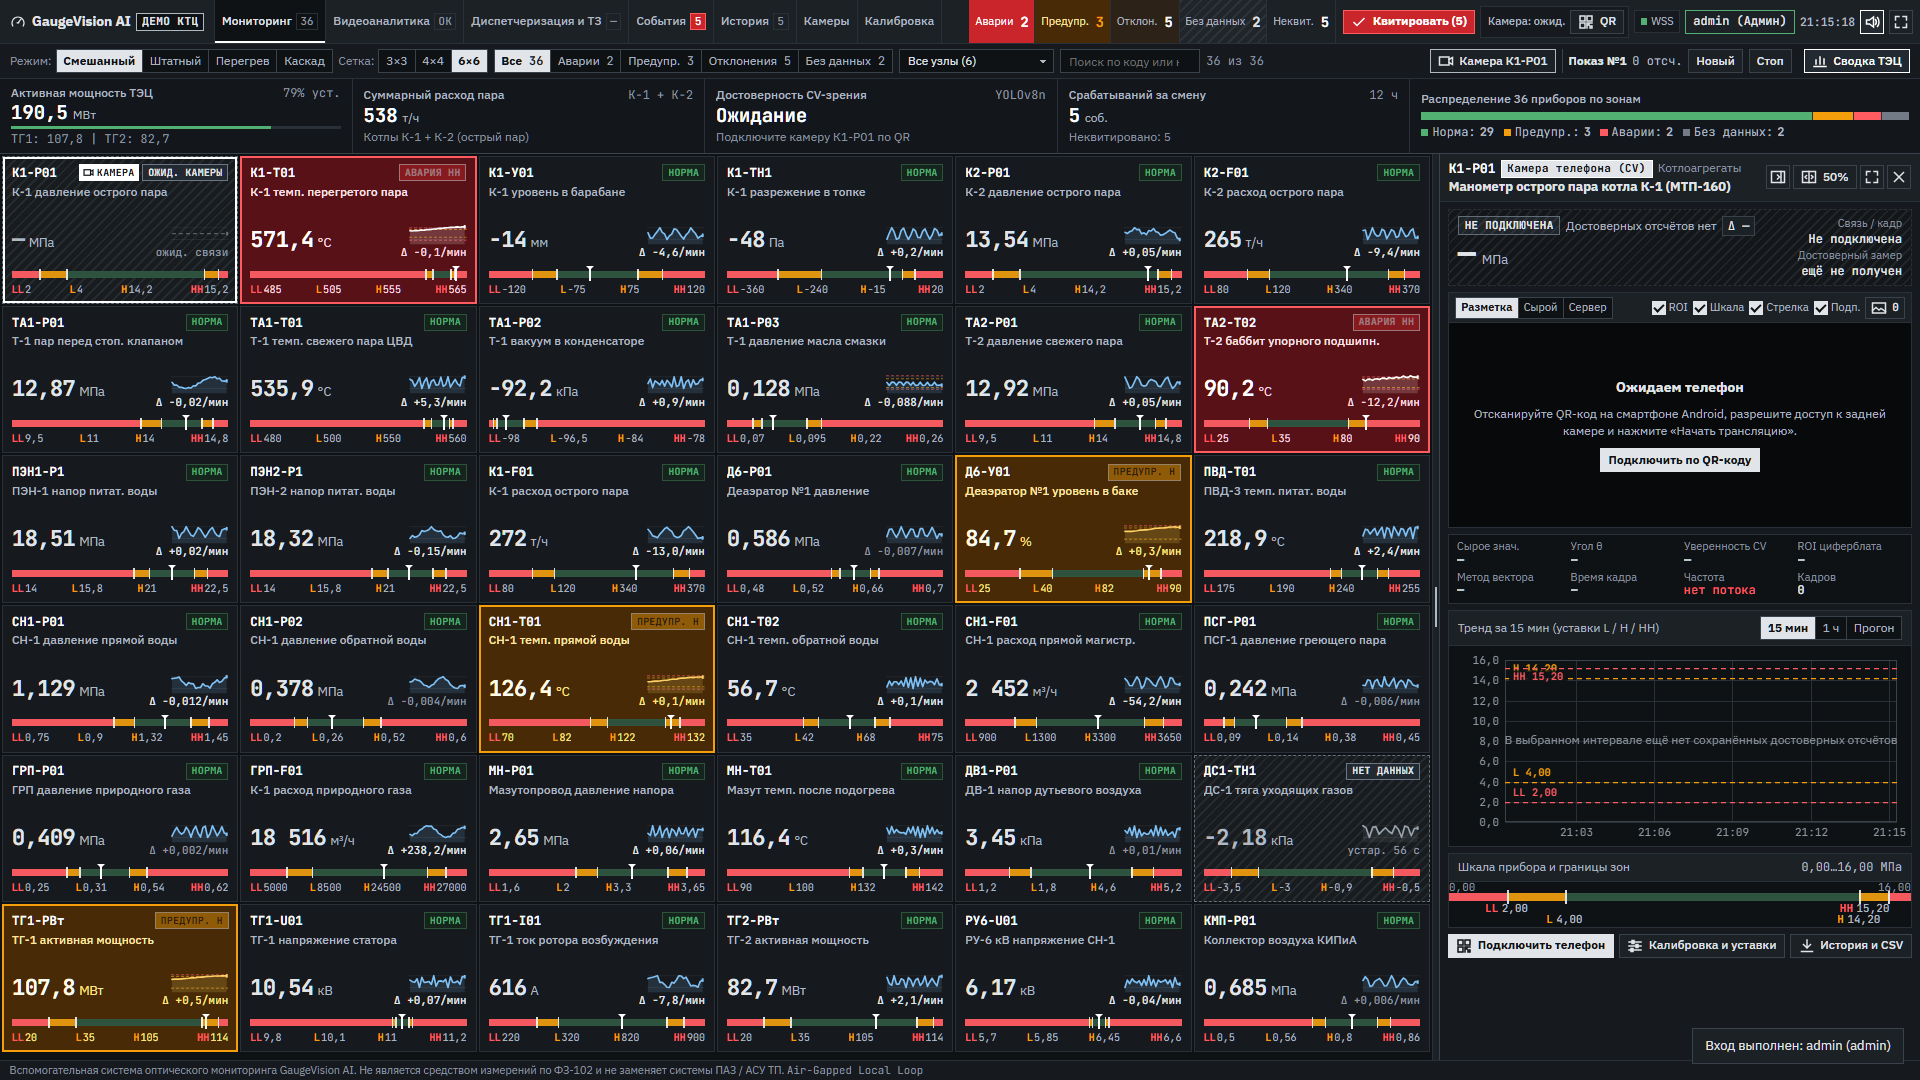 GaugeVision AI ДЕМО КТЦ Мониторинг 36 Видеоаналитика ОК Диспетчеризация и ТЗ — События 5 История 5 Камеры Калибровка Аварии 2 Предупр. 3 Отклон. 5 Без данных 2 Неквит. 5 Квитировать (5) Камера: ожид. QR WSS admin (Админ) 21:15:18
Режим: Смешанный Штатный Перегрев Каскад Сетка: 3×3 4×4 6×6 Все 36 Аварии 2 Предупр. 3 Отклонения 5 Без данных 2 Все узлы (6) Поиск по коду или 36 из 36 Камера K1-P01 Показ №1 0 отсч. Новый Стоп Сводка ТЭЦ
Активная мощность ТЭЦ 79% уст.
190,5 МВт
ТГ1: 107,8 | ТГ2: 82,7
Суммарный расход пара К-1 + К-2
538 т/ч
Котлы К-1 + К-2 (острый пар)
Достоверность CV-зрения YOLOv8n
Ожидание
Подключите камеру K1-P01 по QR
Срабатываний за смену 12 ч
5 соб.
Неквитировано: 5
Распределение 36 приборов по зонам
Норма: 29 Предупр.: 3 Аварии: 2 Без данных: 2
K1-P01 КАМЕРА ОЖИД. КАМЕРЫ
К-1 давление острого пара
— МПа
ожид. связи
LL2 L4 H14,2 HH15,2
K1-T01 АВАРИЯ HH
К-1 темп. перегретого пара
571,4 °C
Δ -0,1/мин
LL485 L505 H555 HH565
K1-У01 НОРМА
К-1 уровень в барабане
-14 мм
Δ -4,6/мин
LL-120 L-75 H75 HH120
K1-TH1 НОРМА
К-1 разрежение в топке
-48 Па
Δ +0,2/мин
LL-360 L-240 H-15 HH20
K2-P01 НОРМА
К-2 давление острого пара
13,54 МПа
Δ +0,05/мин
LL2 L4 H14,2 HH15,2
K2-F01 НОРМА
К-2 расход острого пара
265 т/ч
Δ -9,4/мин
LL80 L120 H340 HH370
ТА1-P01 НОРМА
Т-1 пар перед стоп. клапаном
12,87 МПа
Δ -0,02/мин
LL9,5 L11 H14 HH14,8
ТА1-T01 НОРМА
Т-1 темп. свежего пара ЦВД
535,9 °C
Δ +5,3/мин
LL480 L500 H550 HH560
ТА1-P02 НОРМА
Т-1 вакуум в конденсаторе
-92,2 кПа
Δ +0,9/мин
LL-98 L-96,5 H-84 HH-78
ТА1-P03 НОРМА
Т-1 давление масла смазки
0,128 МПа
Δ -0,088/мин
LL0,07 L0,095 H0,22 HH0,26
ТА2-P01 НОРМА
Т-2 давление свежего пара
12,92 МПа
Δ +0,05/мин
LL9,5 L11 H14 HH14,8
ТА2-T02 АВАРИЯ HH
Т-2 баббит упорного подшипн.
90,2 °C
Δ -12,2/мин
LL25 L35 H80 HH90
ПЭН1-P1 НОРМА
ПЭН-1 напор питат. воды
18,51 МПа
Δ +0,02/мин
LL14 L15,8 H21 HH22,5
ПЭН2-P1 НОРМА
ПЭН-2 напор питат. воды
18,32 МПа
Δ -0,15/мин
LL14 L15,8 H21 HH22,5
K1-F01 НОРМА
К-1 расход острого пара
272 т/ч
Δ -13,0/мин
LL80 L120 H340 HH370
Д6-P01 НОРМА
Деаэратор №1 давление
0,586 МПа
Δ -0,007/мин
LL0,48 L0,52 H0,66 HH0,7
Д6-У01 ПРЕДУПР. H
Деаэратор №1 уровень в баке
84,7 %
Δ +0,3/мин
LL25 L40 H82 HH90
ПВД-T01 НОРМА
ПВД-3 темп. питат. воды
218,9 °C
Δ +2,4/мин
LL175 L190 H240 HH255
СН1-P01 НОРМА
СН-1 давление прямой воды
1,129 МПа
Δ -0,012/мин
LL0,75 L0,9 H1,32 HH1,45
СН1-P02 НОРМА
СН-1 давление обратной воды
0,378 МПа
Δ -0,004/мин
LL0,2 L0,26 H0,52 HH0,6
СН1-T01 ПРЕДУПР. H
СН-1 темп. прямой воды
126,4 °C
Δ +0,1/мин
LL70 L82 H122 HH132
СН1-T02 НОРМА
СН-1 темп. обратной воды
56,7 °C
Δ +0,1/мин
LL35 L42 H68 HH75
СН1-F01 НОРМА
СН-1 расход прямой магистр.
2 452 м³/ч
Δ -54,2/мин
LL900 L1300 H3300 HH3650
ПСГ-P01 НОРМА
ПСГ-1 давление греющего пара
0,242 МПа
Δ -0,006/мин
LL0,09 L0,14 H0,38 HH0,45
ГРП-P01 НОРМА
ГРП давление природного газа
0,409 МПа
Δ +0,002/мин
LL0,25 L0,31 H0,54 HH0,62
ГРП-F01 НОРМА
К-1 расход природного газа
18 516 м³/ч
Δ +238,2/мин
LL5000 L8500 H24500 HH27000
МН-P01 НОРМА
Мазутопровод давление напора
2,65 МПа
Δ +0,06/мин
LL1,6 L2 H3,3 HH3,65
МН-T01 НОРМА
Мазут темп. после подогрева
116,4 °C
Δ +0,3/мин
LL90 L100 H132 HH142
ДВ1-P01 НОРМА
ДВ-1 напор дутьевого воздуха
3,45 кПа
Δ +0,01/мин
LL1,2 L1,8 H4,6 HH5,2
ДС1-TH1 НЕТ ДАННЫХ
ДС-1 тяга уходящих газов
-2,18 кПа
устар. 56 с
LL-3,5 L-3 H-0,9 HH-0,5
ТГ1-РВт ПРЕДУПР. H
ТГ-1 активная мощность
107,8 МВт
Δ +0,5/мин
LL20 L35 H105 HH114
ТГ1-U01 НОРМА
ТГ-1 напряжение статора
10,54 кВ
Δ +0,07/мин
LL9,8 L10,1 H11 HH11,2
ТГ1-I01 НОРМА
ТГ-1 ток ротора возбуждения
616 А
Δ -7,8/мин
LL220 L320 H820 HH900
ТГ2-РВт НОРМА
ТГ-2 активная мощность
82,7 МВт
Δ +2,1/мин
LL20 L35 H105 HH114
РУ6-U01 НОРМА
РУ-6 кВ напряжение СН-1
6,17 кВ
Δ -0,04/мин
LL5,7 L5,85 H6,45 HH6,6
КМП-P01 НОРМА
Коллектор воздуха КИПиА
0,685 МПа
Δ +0,006/мин
LL0,5 L0,56 H0,8 HH0,86
K1-P01 Камера телефона (CV) Котлоагрегаты
Манометр острого пара котла К-1 (МТП-160)
50%
НЕ ПОДКЛЮЧЕНА Достоверных отсчётов нет Δ —
— МПа
Связь / кадр
Не подключена
Достоверный замер
ещё не получен
Разметка Сырой Сервер ROI Шкала Стрелка Подп. 0
Ожидаем телефон
Отсканируйте QR-код на смартфоне Android, разрешите доступ к задней
камере и нажмите «Начать трансляцию».
Подключить по QR-коду
Сырое знач. Угол θ Уверенность CV ROI циферблата
— — — —
Метод вектора Время кадра Частота Кадров
— — нет потока 0
Тренд за 15 мин (уставки L / H / HH) 15 мин 1 ч Прогон
16,0
14,0
12,0
10,0
8,0
6,0
4,0
2,0
0,0
H 14,20
HH 15,20
В выбранном интервале ещё нет сохранённых достоверных отсчётов
L 4,00
LL 2,00
21:03 21:06 21:09 21:12 21:15
Шкала прибора и границы зон 0,00…16,00 МПа
0,00 16,00
LL 2,00 HH 15,20
L 4,00 H 14,20
Подключить телефон Калибровка и уставки История и CSV
Вход выполнен: admin (admin)
Вспомогательная система оптического мониторинга GaugeVision AI. Не является средством измерений по ФЗ-102 и не заменяет системы ПАЗ / АСУ ТП. Air-Gapped Local Loop